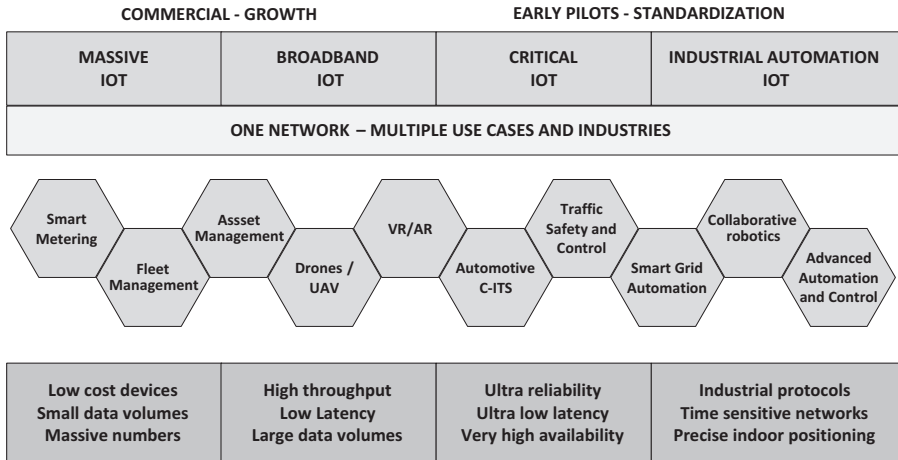 COMMERCIAL - GROWTH
EARLY PILOTS - STANDARDIZATION
MASSIVE
IOT
BROADBAND
IOT
CRITICAL
IOT
INDUSTRIAL AUTOMATION
IOT
ONE NETWORK – MULTIPLE USE CASES AND INDUSTRIES
Smart
Metering
Fleet
Management
Assset
Management
Drones /
UAV
VR/AR
Automotive
C-ITS
Traffic
Safety and
Control
Smart Grid
Automation
Collaborative
robotics
Advanced
Automation
and Control
Low cost devices
Small data volumes
Massive numbers
High throughput
Low Latency
Large data volumes
Ultra reliability
Ultra low latency
Very high availability
Industrial protocols
Time sensitive networks
Precise indoor positioning